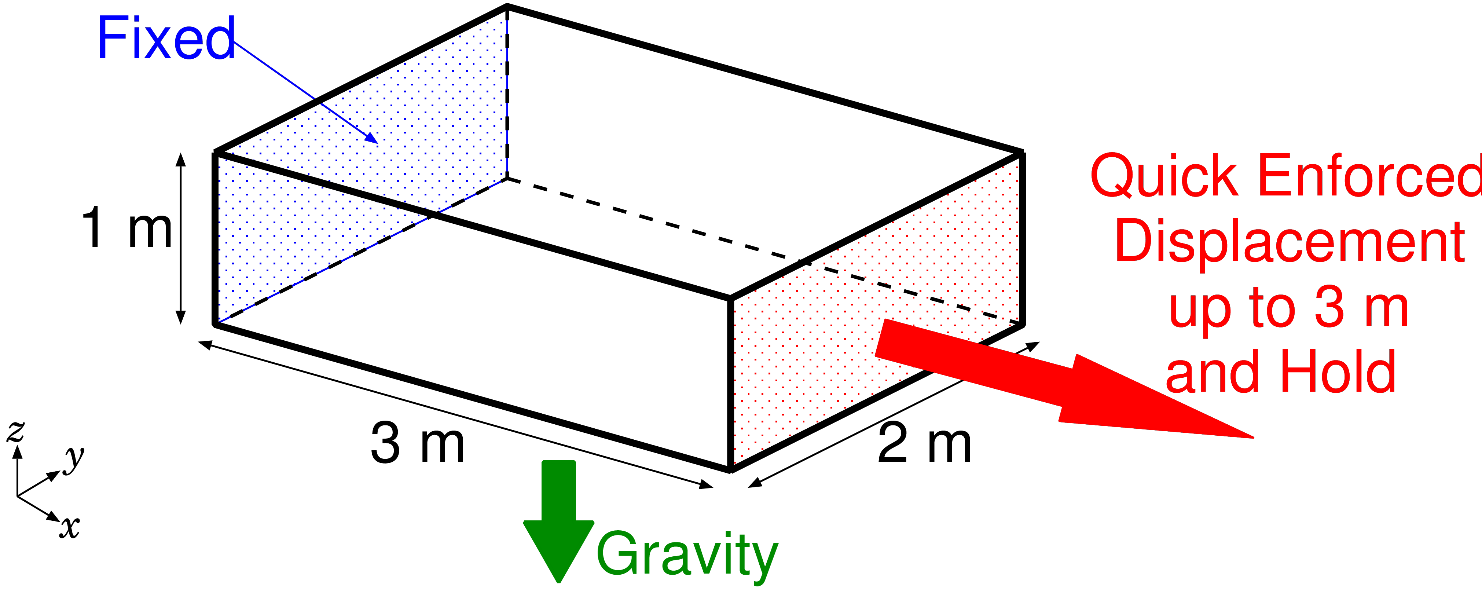 Fixed
Quick Enforced
Displacement
up to 3 m
and Hold
1 m
3 m
2 m
z
y
x
Gravity